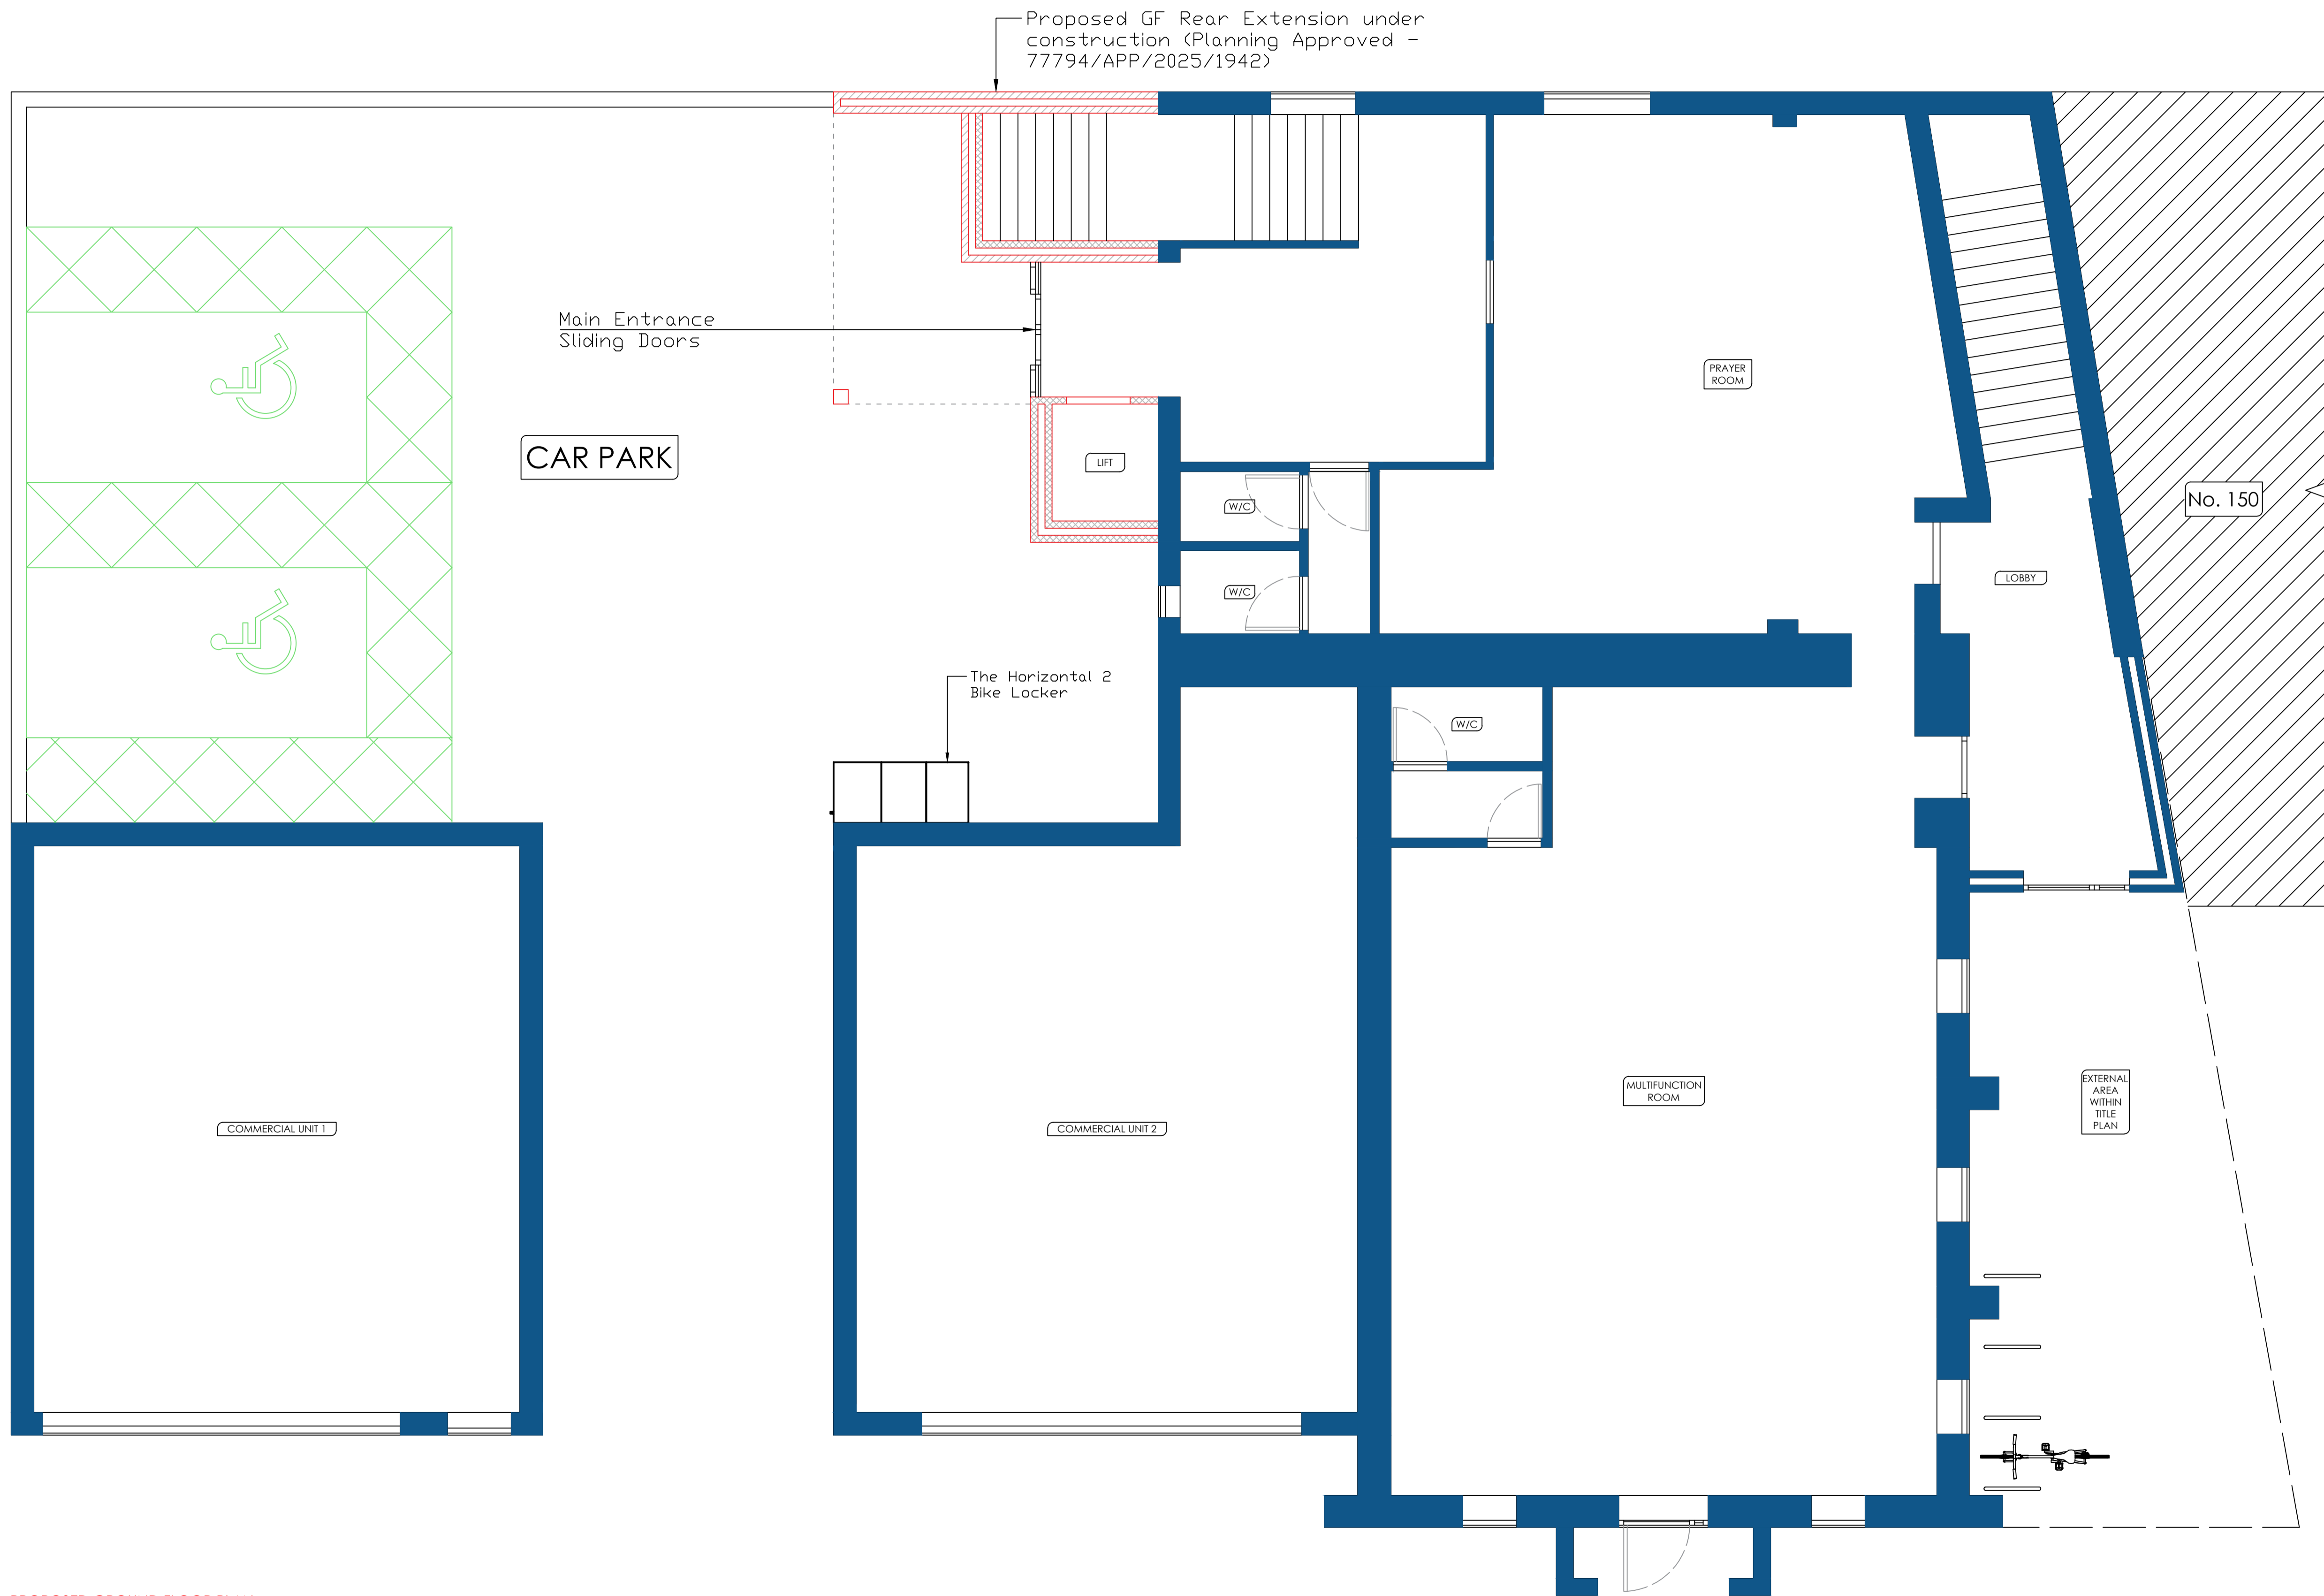 Proposed GF Rear Extension under
construction (Planning Approved -
77794/APP/2025/1942)
Main Entrance
Sliding Doors
PRAYER
ROOM
CAR PARK
LIFT
W/C
No. 150
LOBBY
W/C
The Horizontal 2
Bike Locker
W/C
MULTIFUNCTION
ROOM
EXTERNAL
AREA
WITHIN
TITLE
PLAN
COMMERCIAL UNIT 1
COMMERCIAL UNIT 2